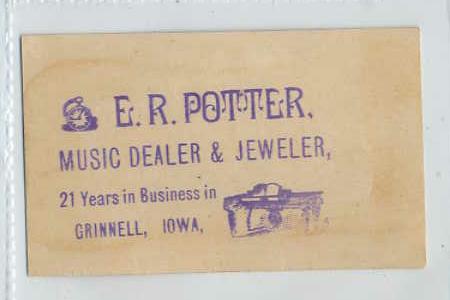 E. R. POTTER,
MUSIC DEALER & JEWELER,
21 Years in Business in
GRINNELL, IOWA,